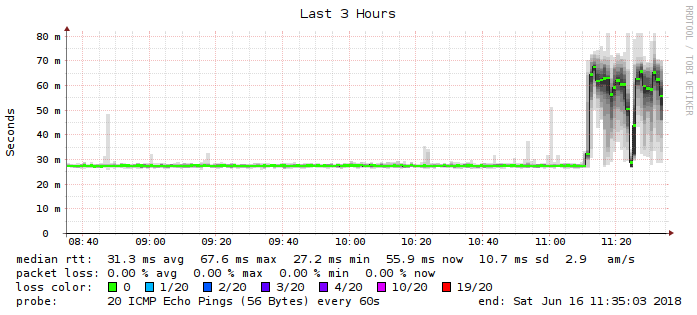 Last 3 Hours
RRDTOOL / TOBI OETIKER
Seconds
80 m
70 m
60 m
50 m
40 m
30 m
20 m
10 m
0
08:40 09:00 09:20 09:40 10:00 10:20 10:40 11:00 11:20
median rtt: 31.3 ms avg 67.6 ms max 27.2 ms min 55.9 ms now 10.7 ms sd 2.9 am/s
packet loss: 0.00 % avg 0.00 % max 0.00 % min 0.00 % now
loss color: 0 1/20 2/20 3/20 4/20 10/20 19/20
probe: 20 ICMP Echo Pings (56 Bytes) every 60s end: Sat Jun 16 11:35:03 2018